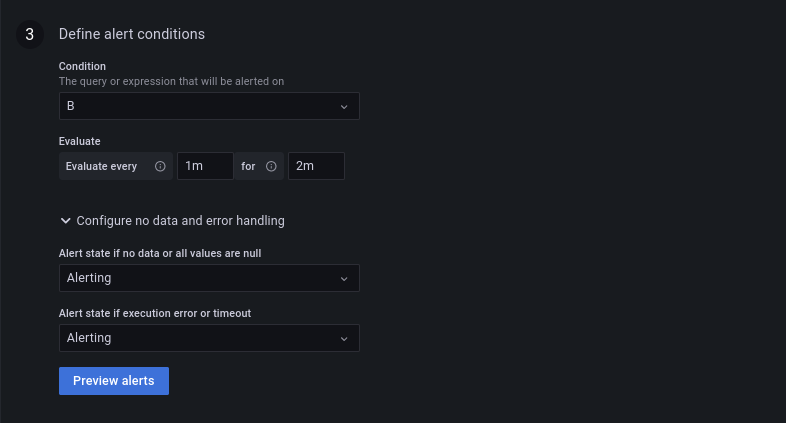 3 Define alert conditions
Condition
The query or expression that will be alerted on
B
Evaluate
Evaluate every 1m for 2m
Configure no data and error handling
Alert state if no data or all values are null
Alerting
Alert state if execution error or timeout
Alerting
Preview alerts